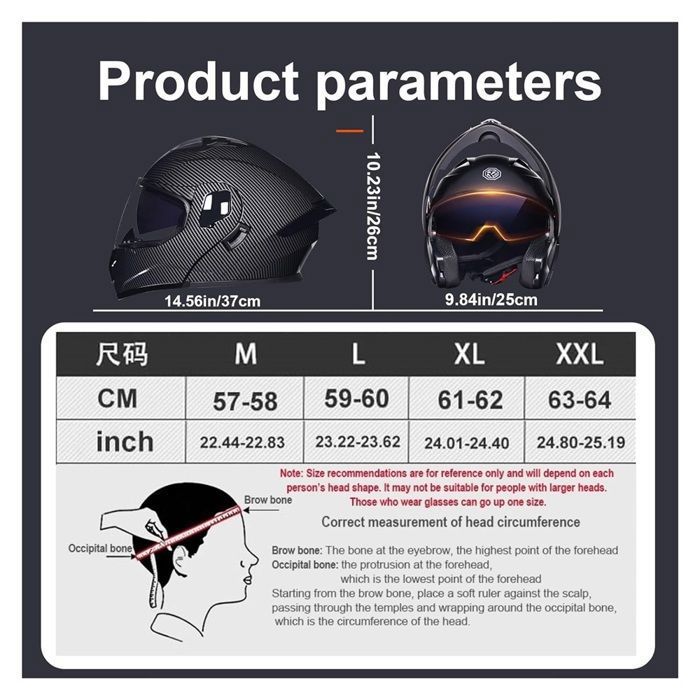 Product parameters
10.23in/26cm
14.56in/37cm
9.84in/25cm
尺码 M L XL XXL
CM 57-58 59-60 61-62 63-64
inch 22.44-22.83 23.22-23.62 24.01-24.40 24.80-25.19
Note: Size recommendations are for reference only and will depend on each
person's head shape. It may not be suitable for people with larger heads.
Those who wear glasses can go up one size.
Brow bone
Occipital bone
Correct measurement of head circumference
Brow bone: The bone at the eyebrow, the highest point of the forehead
Occipital bone: the protrusion at the forehead,
which is the lowest point of the forehead
Starting from the brow bone, place a soft ruler against the scalp,
passing through the temples and wrapping around the occipital bone,
which is the circumference of the head.